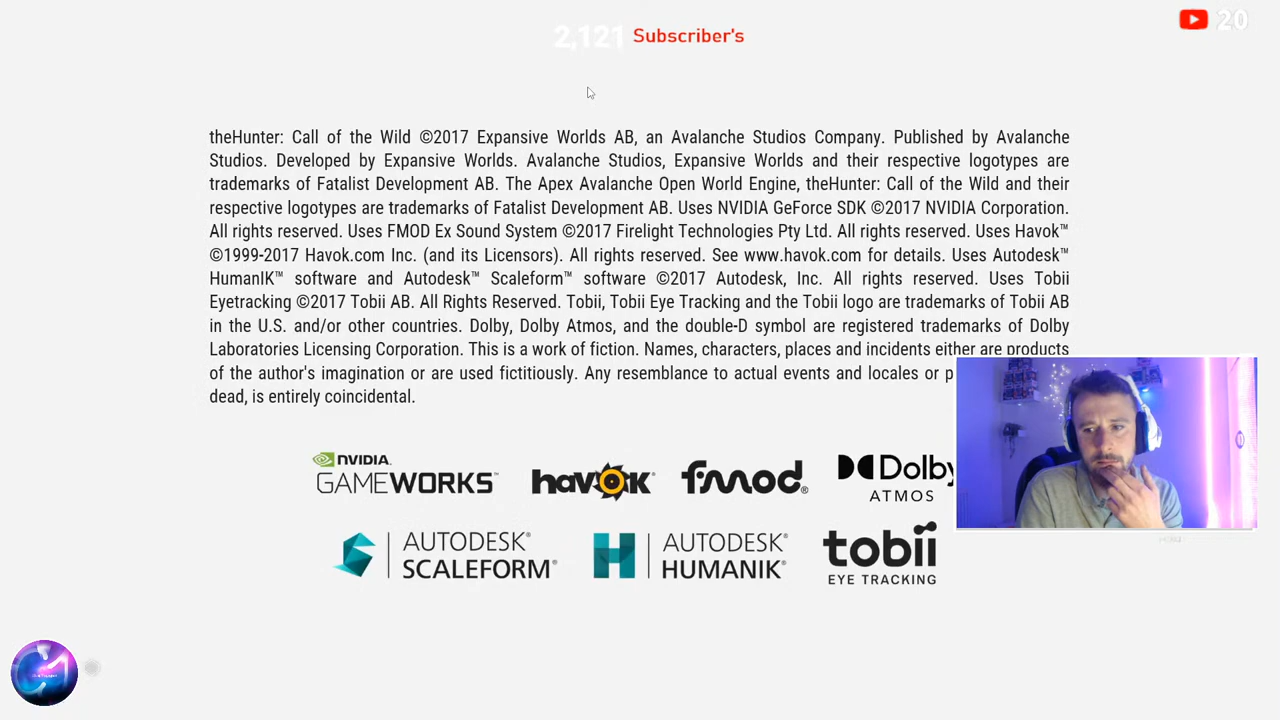 2,121 Subscriber's
20
theHunter: Call of the Wild ©2017 Expansive Worlds AB, an Avalanche Studios Company. Published by Avalanche
Studios. Developed by Expansive Worlds. Avalanche Studios, Expansive Worlds and their respective logotypes are
trademarks of Fatalist Development AB. The Apex Avalanche Open World Engine, theHunter: Call of the Wild and their
respective logotypes are trademarks of Fatalist Development AB. Uses NVIDIA GeForce SDK ©2017 NVIDIA Corporation.
All rights reserved. Uses FMOD Ex Sound System ©2017 Firelight Technologies Pty Ltd. All rights reserved. Uses Havok™
©1999-2017 Havok.com Inc. (and its Licensors). All rights reserved. See www.havok.com for details. Uses Autodesk™
HumanIK™ software and Autodesk™ Scaleform™ software ©2017 Autodesk, Inc. All rights reserved. Uses Tobii
Eyetracking ©2017 Tobii AB. All Rights Reserved. Tobii, Tobii Eye Tracking and the Tobii logo are trademarks of Tobii AB
in the U.S. and/or other countries. Dolby, Dolby Atmos, and the double-D symbol are registered trademarks of Dolby
Laboratories Licensing Corporation. This is a work of fiction. Names, characters, places and incidents either are products
of the author's imagination or are used fictitiously. Any resemblance to actual events and locales or
dead, is entirely coincidental.
NVIDIA.
GAMEWORKS™
havok®
fmod®
Dolby
ATMOS
AUTODESK®
SCALEFORM®
AUTODESK®
HUMANIK®
tobii
EYE TRACKING